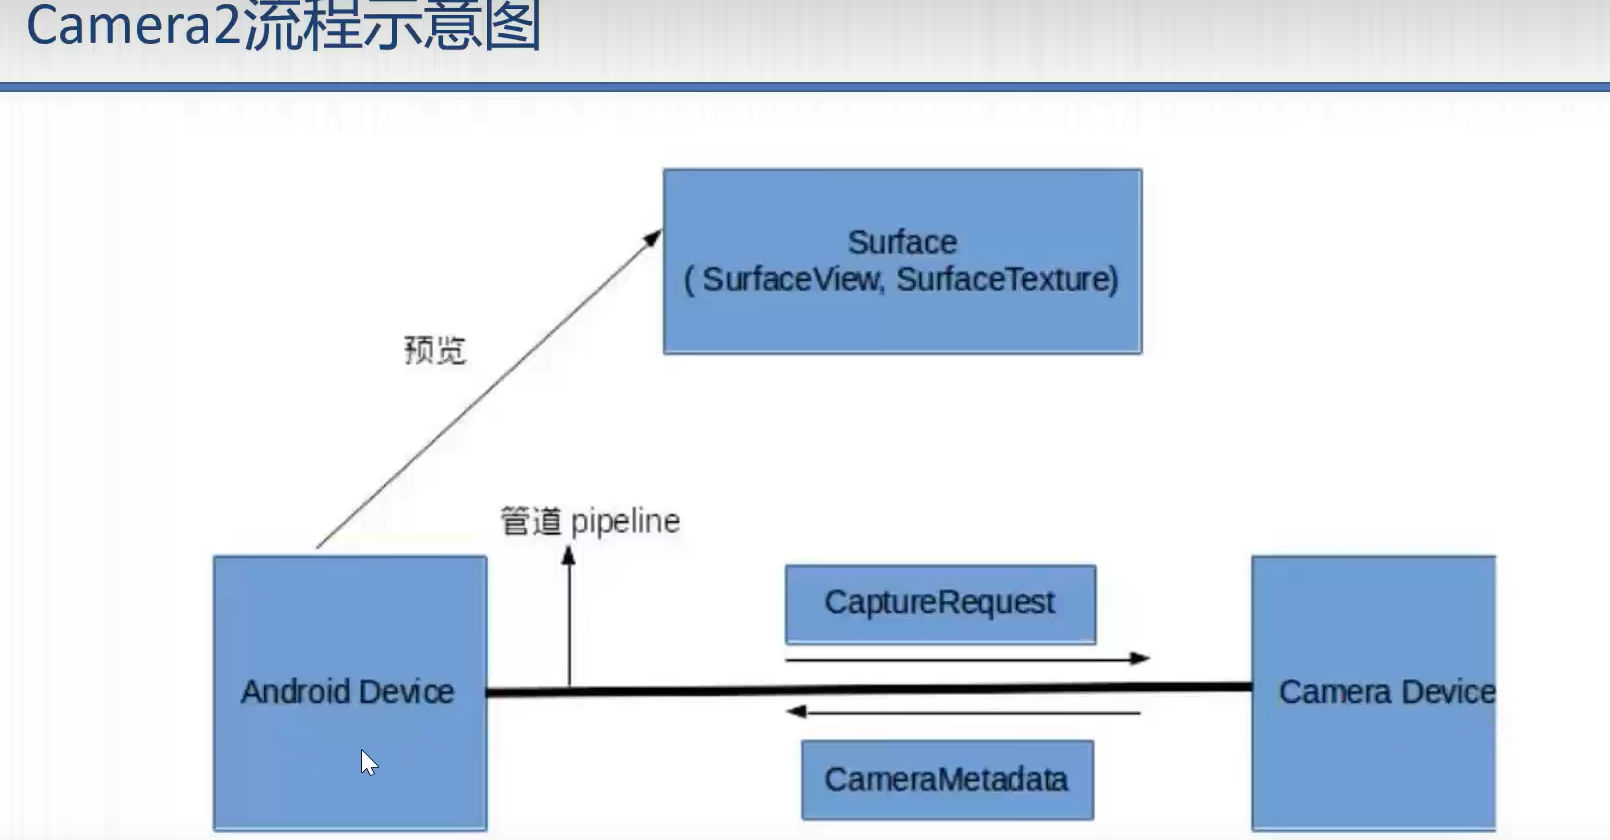 Camera2流程示意图
Surface
( SurfaceView, SurfaceTexture)
预览
管道 pipeline
CaptureRequest
Android Device
Camera Device
CameraMetadata